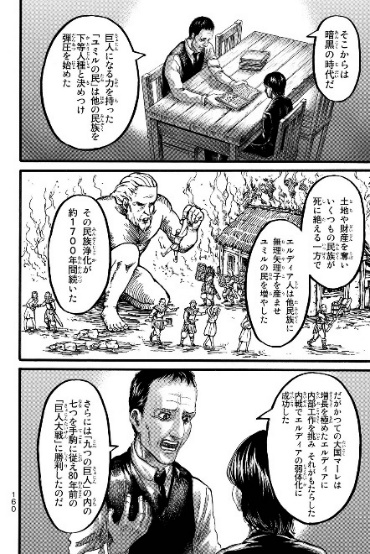 そこからは
暗黒の時代だ
巨人になる力を持った
「ユミルの民」は他の民族を
下等人種と決めつけ
弾圧を始めた
土地や財産を奪い
いくつもの民族が
死に絶える一方で
エルディア人は他民族に
無理矢理子を産ませ
ユミルの民を増やした
その民族浄化が
約1700年間続いた
だがかつての大国マーレは
増長を極めたエルディアに
内部工作を挑み それがもたらした
内戦でエルディアの弱体化に
成功した
さらには「九つの巨人」の内の
七つを手駒に従え80年前の
「巨人大戦」に勝利したのだ
160